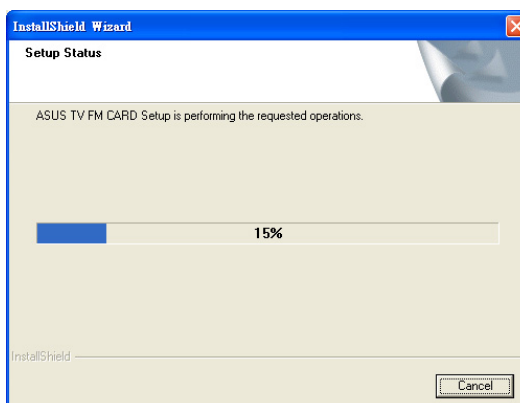 InstallShield Wizard
Setup Status
ASUS TV FM CARD Setup is performing the requested operations.
15%
InstallShield
Cancel